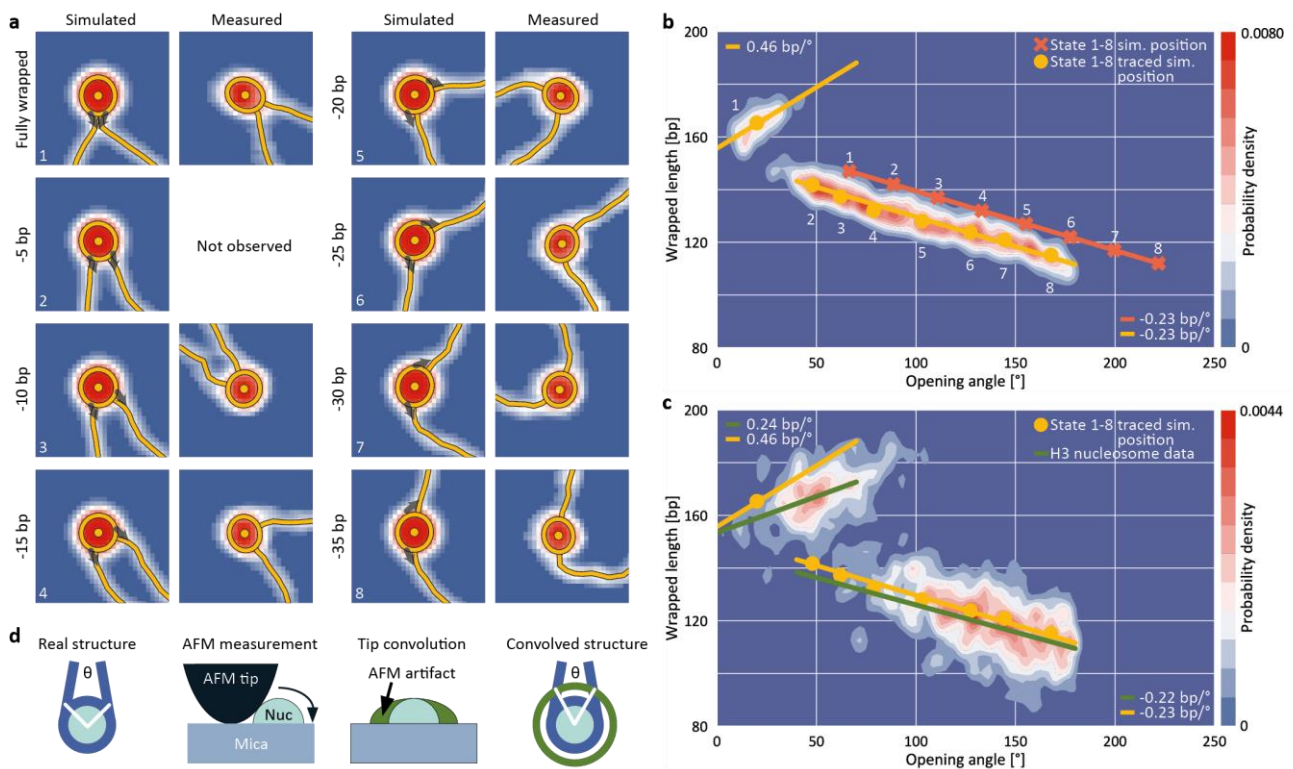 a
Simulated
Measured
Simulated
Measured
Fully wrapped
1
-5 bp
2
Not observed
-10 bp
3
-15 bp
4
-20 bp
5
-25 bp
6
-30 bp
7
-35 bp
8
b
Wrapped length [bp]
200
160
120
80
0.46 bp/°
State 1-8 sim. position
State 1-8 traced sim.
position
1
1
2
3
4
5
6
7
8
2
3
4
5
6
7
8
-0.23 bp/°
-0.23 bp/°
0
50
100
150
200
250
Opening angle [°]
0.0080
Probability density
0
c
Wrapped length [bp]
200
160
120
80
0.24 bp/°
0.46 bp/°
State 1-8 traced sim.
position
H3 nucleosome data
-0.22 bp/°
-0.23 bp/°
0
50
100
150
200
250
Opening angle [°]
0.0044
Probability density
0
d
Real structure
θ
AFM measurement
AFM tip
Nuc
Mica
Tip convolution
AFM artifact
Convolved structure
θ